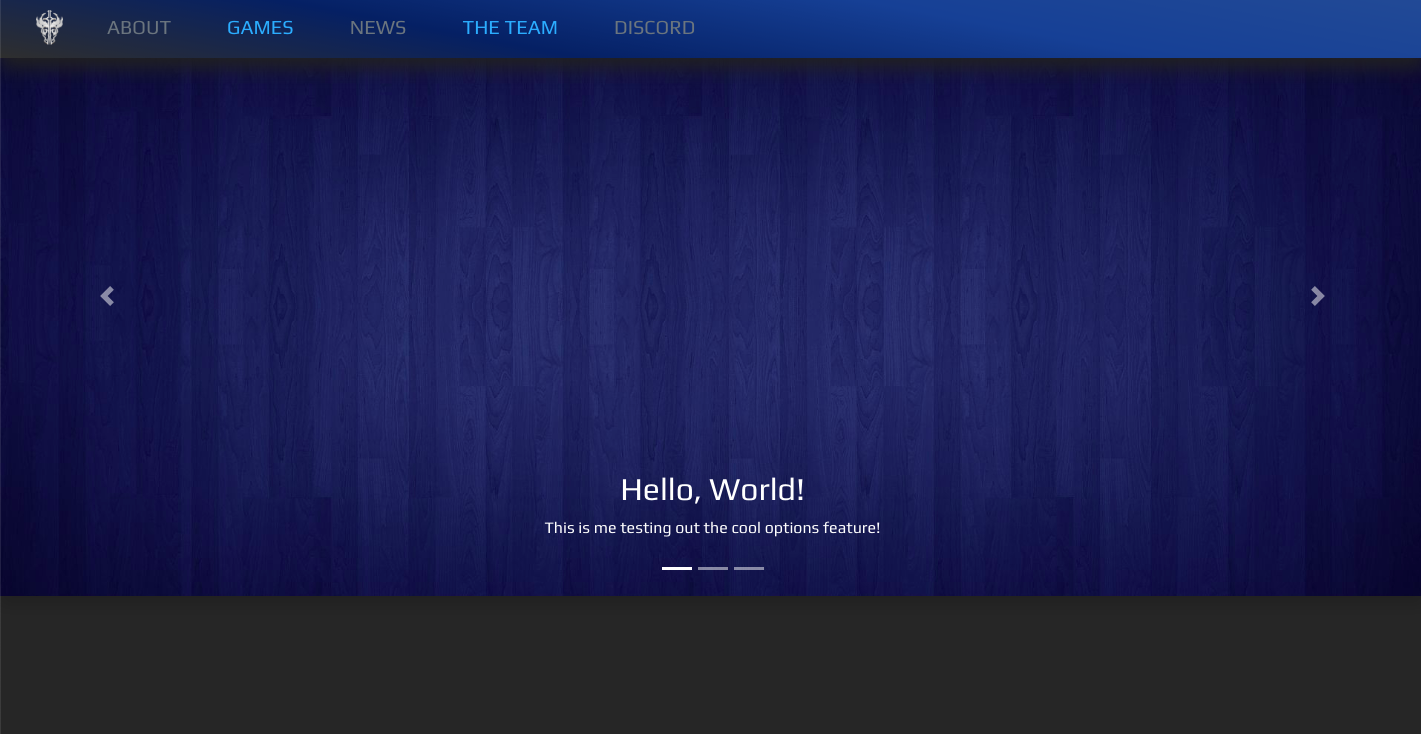 ABOUT GAMES NEWS THE TEAM DISCORD
Hello, World!
This is me testing out the cool options feature!